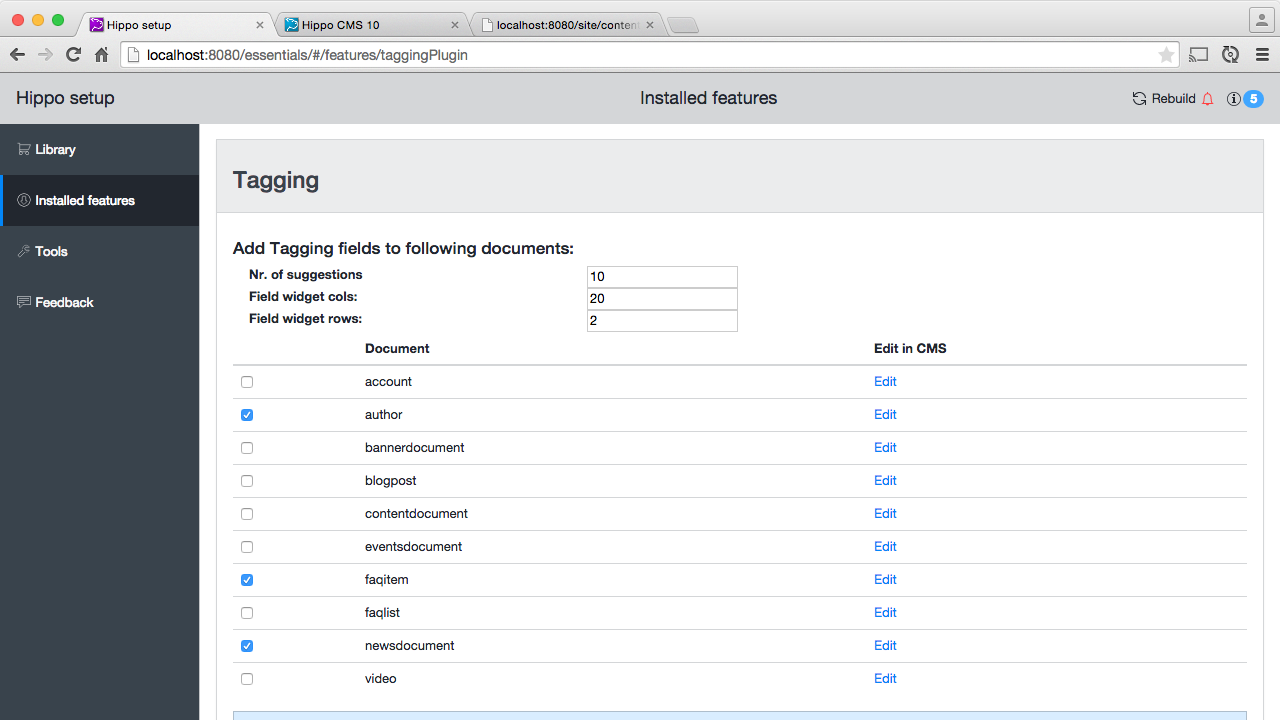 Hippo setup
Hippo CMS 10
localhost:8080/site/conten
localhost:8080/essentials/#/features/taggingPlugin
Hippo setup
Installed features
Rebuild
5
Library
Installed features
Tools
Feedback
Tagging
Add Tagging fields to following documents:
Nr. of suggestions 10
Field widget cols: 20
Field widget rows: 2
Document Edit in CMS
account Edit
author Edit
bannerdocument Edit
blogpost Edit
contentdocument Edit
eventsdocument Edit
faqitem Edit
faqlist Edit
newsdocument Edit
video Edit